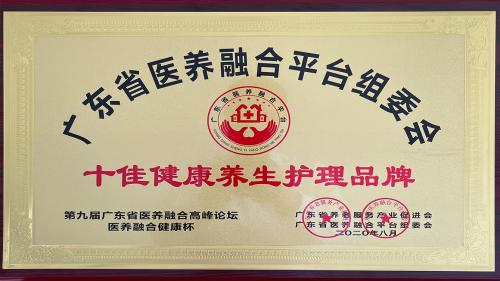 广东省医养融合平台组委会
广东省医养融合平台
十佳健康养生护理品牌
第九届广东省医养融合高峰论坛
医养融合健康杯
广东省养老服务产业促进会
广东省医养融合平台组委会
二〇二〇年八月